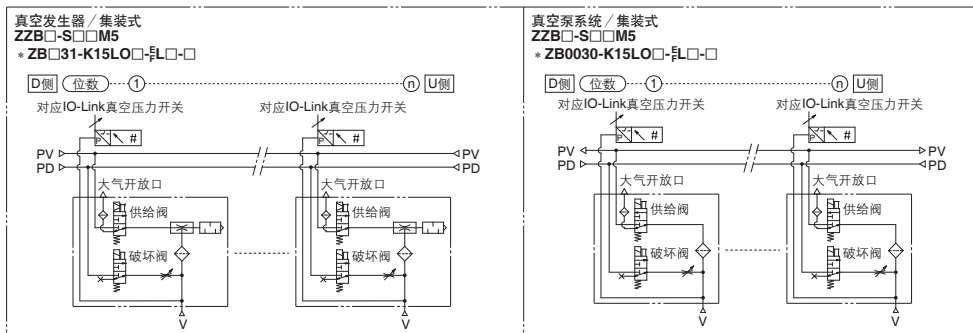 真空发生器／集装式
ZZB□-S□□M5
* ZB□31-K15LO□-E/FL□-□
D侧 位数 1 n U侧
对应IO-Link真空压力开关 对应IO-Link真空压力开关
P # P #
PV PV
PD PD
大气开放口 大气开放口
供给阀 供给阀
破坏阀 破坏阀
V V
真空泵系统／集装式
ZZB□-S□□M5
* ZB0030-K15LO□-E/FL□-□
D侧 位数 1 n U侧
对应IO-Link真空压力开关 对应IO-Link真空压力开关
P # P #
PV PV
PD PD
大气开放口 大气开放口
供给阀 供给阀
破坏阀 破坏阀
V V